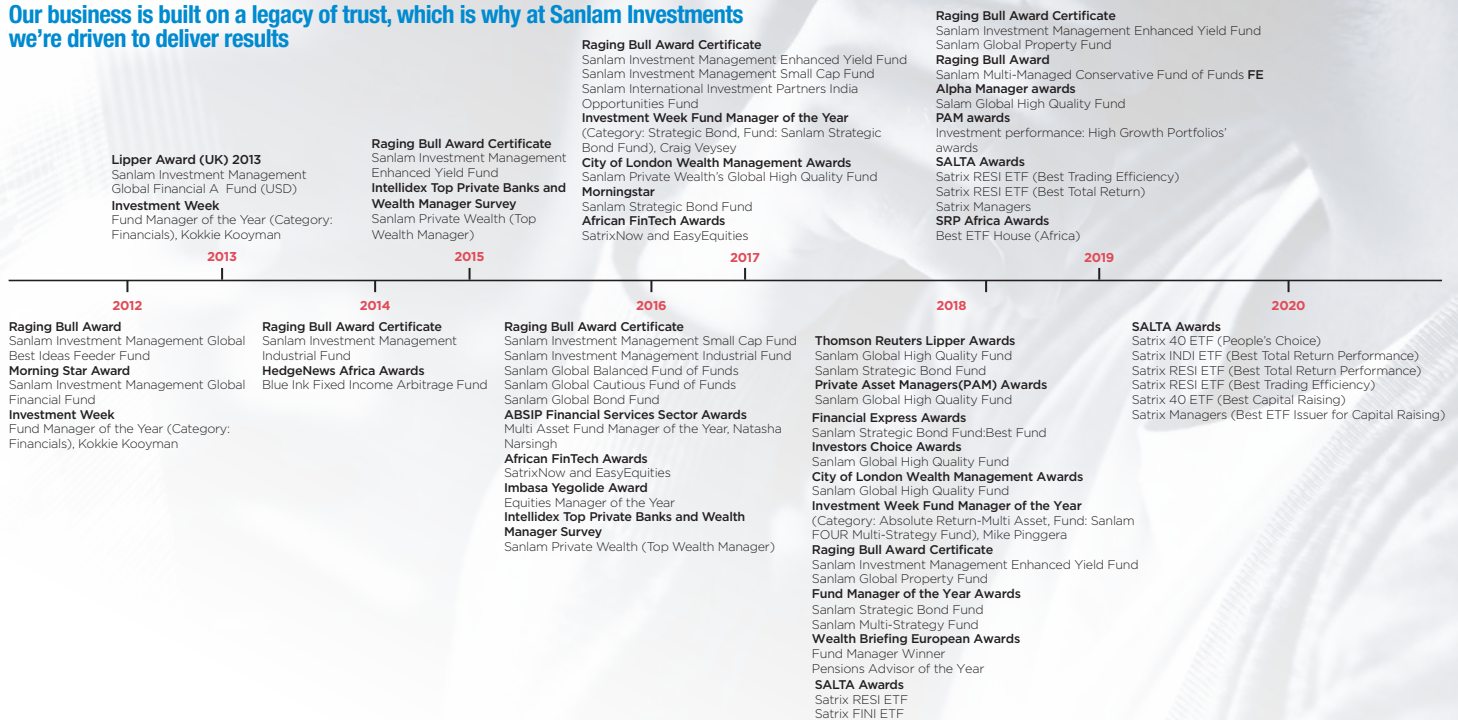 Our business is built on a legacy of trust, which is why at Sanlam Investments
we're driven to deliver results
Lipper Award (UK) 2013
Sanlam Investment Management
Global Financial A Fund (USD)
Investment Week
Fund Manager of the Year (Category:
Financials), Kokkie Kooyman
2013
Raging Bull Award Certificate
Sanlam Investment Management
Enhanced Yield Fund
Intellidex Top Private Banks and
Wealth Manager Survey
Sanlam Private Wealth (Top
Wealth Manager)
2015
Raging Bull Award Certificate
Sanlam Investment Management Enhanced Yield Fund
Sanlam Investment Management Small Cap Fund
Sanlam International Investment Partners India
Opportunities Fund
Investment Week Fund Manager of the Year
(Category: Strategic Bond, Fund: Sanlam Strategic
Bond Fund), Craig Veysey
City of London Wealth Management Awards
Sanlam Private Wealth's Global High Quality Fund
Morningstar
Sanlam Strategic Bond Fund
African FinTech Awards
SatrixNow and EasyEquities
2017
Raging Bull Award Certificate
Sanlam Investment Management Enhanced Yield Fund
Sanlam Global Property Fund
Raging Bull Award
Sanlam Multi-Managed Conservative Fund of Funds FE
Alpha Manager awards
Salam Global High Quality Fund
PAM awards
Investment performance: High Growth Portfolios'
awards
SALTA Awards
Satrix RESI ETF (Best Trading Efficiency)
Satrix RESI ETF (Best Total Return)
Satrix Managers
SRP Africa Awards
Best ETF House (Africa)
2019
2012
Raging Bull Award
Sanlam Investment Management Global
Best Ideas Feeder Fund
Morning Star Award
Sanlam Investment Management Global
Financial Fund
Investment Week
Fund Manager of the Year (Category:
Financials), Kokkie Kooyman
2014
Raging Bull Award Certificate
Sanlam Investment Management
Industrial Fund
HedgeNews Africa Awards
Blue Ink Fixed Income Arbitrage Fund
2016
Raging Bull Award Certificate
Sanlam Investment Management Small Cap Fund
Sanlam Investment Management Industrial Fund
Sanlam Global Balanced Fund of Funds
Sanlam Global Cautious Fund of Funds
Sanlam Global Bond Fund
ABSIP Financial Services Sector Awards
Multi Asset Fund Manager of the Year, Natasha
Narsingh
African FinTech Awards
SatrixNow and EasyEquities
Imbasa Yegolide Award
Equities Manager of the Year
Intellidex Top Private Banks and Wealth
Manager Survey
Sanlam Private Wealth (Top Wealth Manager)
2018
Thomson Reuters Lipper Awards
Sanlam Global High Quality Fund
Sanlam Strategic Bond Fund
Private Asset Managers(PAM) Awards
Sanlam Global High Quality Fund
Financial Express Awards
Sanlam Strategic Bond Fund:Best Fund
Investors Choice Awards
Sanlam Global High Quality Fund
City of London Wealth Management Awards
Sanlam Global High Quality Fund
Investment Week Fund Manager of the Year
(Category: Absolute Return-Multi Asset, Fund: Sanlam
FOUR Multi-Strategy Fund), Mike Pinggera
Raging Bull Award Certificate
Sanlam Investment Management Enhanced Yield Fund
Sanlam Global Property Fund
Fund Manager of the Year Awards
Sanlam Strategic Bond Fund
Sanlam Multi-Strategy Fund
Wealth Briefing European Awards
Fund Manager Winner
Pensions Advisor of the Year
SALTA Awards
Satrix RESI ETF
Satrix FINI ETF
2020
SALTA Awards
Satrix 40 ETF (People's Choice)
Satrix INDI ETF (Best Total Return Performance)
Satrix RESI ETF (Best Total Return Performance)
Satrix RESI ETF (Best Trading Efficiency)
Satrix 40 ETF (Best Capital Raising)
Satrix Managers (Best ETF Issuer for Capital Raising)